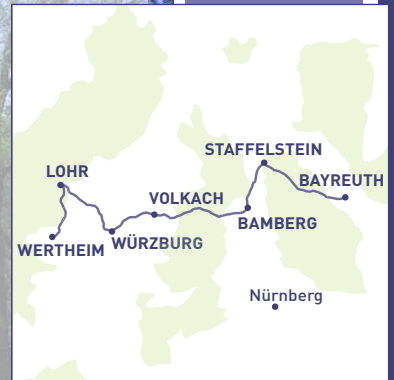 STAFFELSTEIN
LOHR
BAYREUTH
VOLKACH
BAMBERG
WÜRZBURG
WERTHEIM
Nürnberg